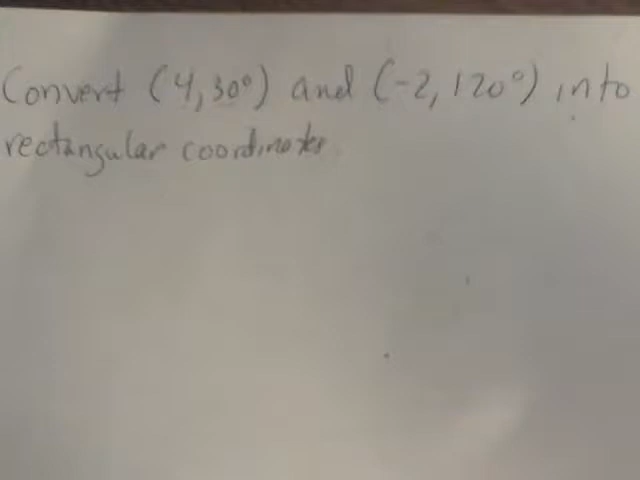 Convert (4,30°) and (-2, 120°) into
rectangular coordinates